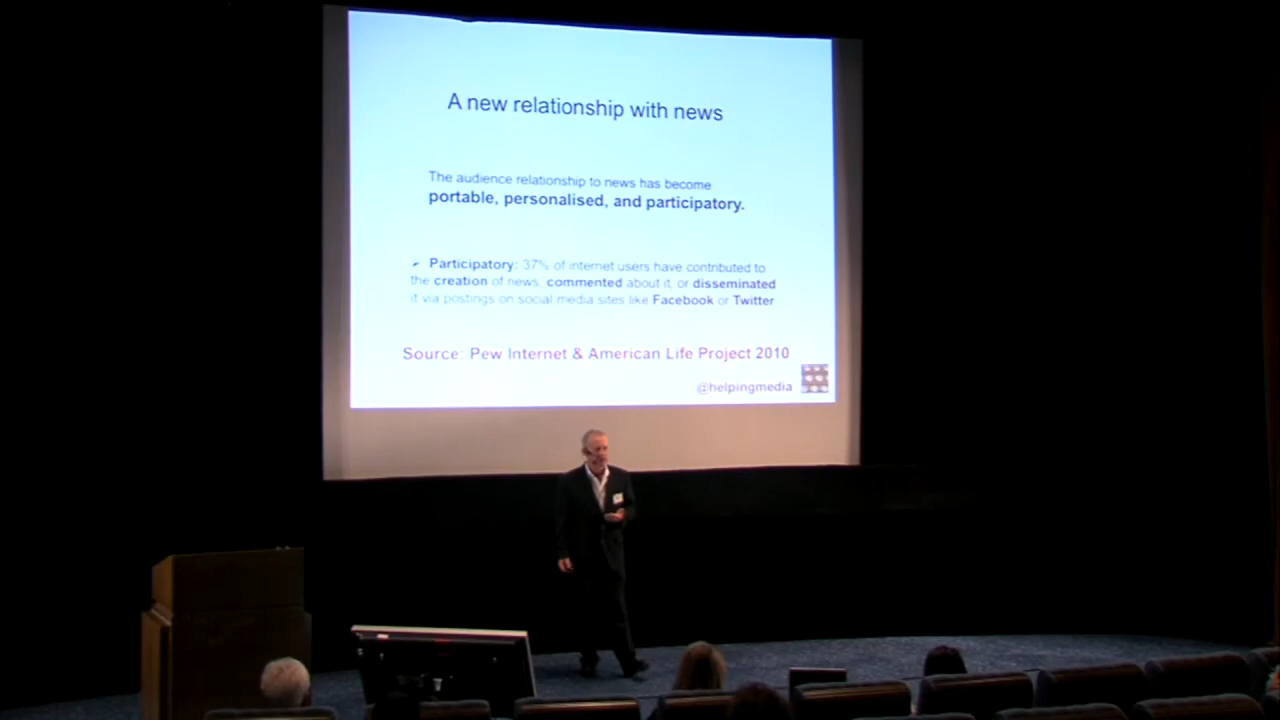 A new relationship with news
The audience relationship to news has become
portable, personalised, and participatory.
Participatory: 37% of internet users have contributed to
the creation of news, commented about it, or disseminated
it via postings on social media sites like Facebook or Twitter
Source: Pew Internet & American Life Project 2010
@helpingmedia